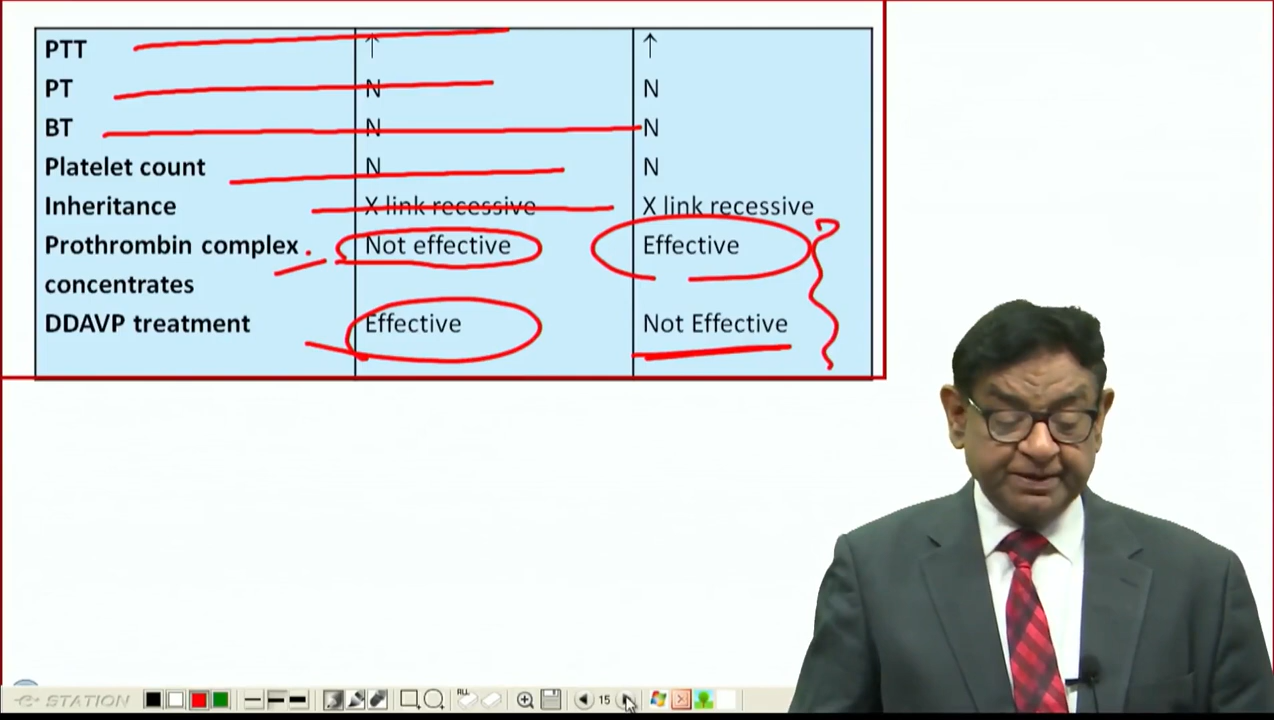 PTT ↑ ↑
PT N N
BT N N
Platelet count N N
Inheritance X link recessive X link recessive
Prothrombin complex Not effective Effective
concentrates
DDAVP treatment Effective Not Effective
e-STATION ALL 15